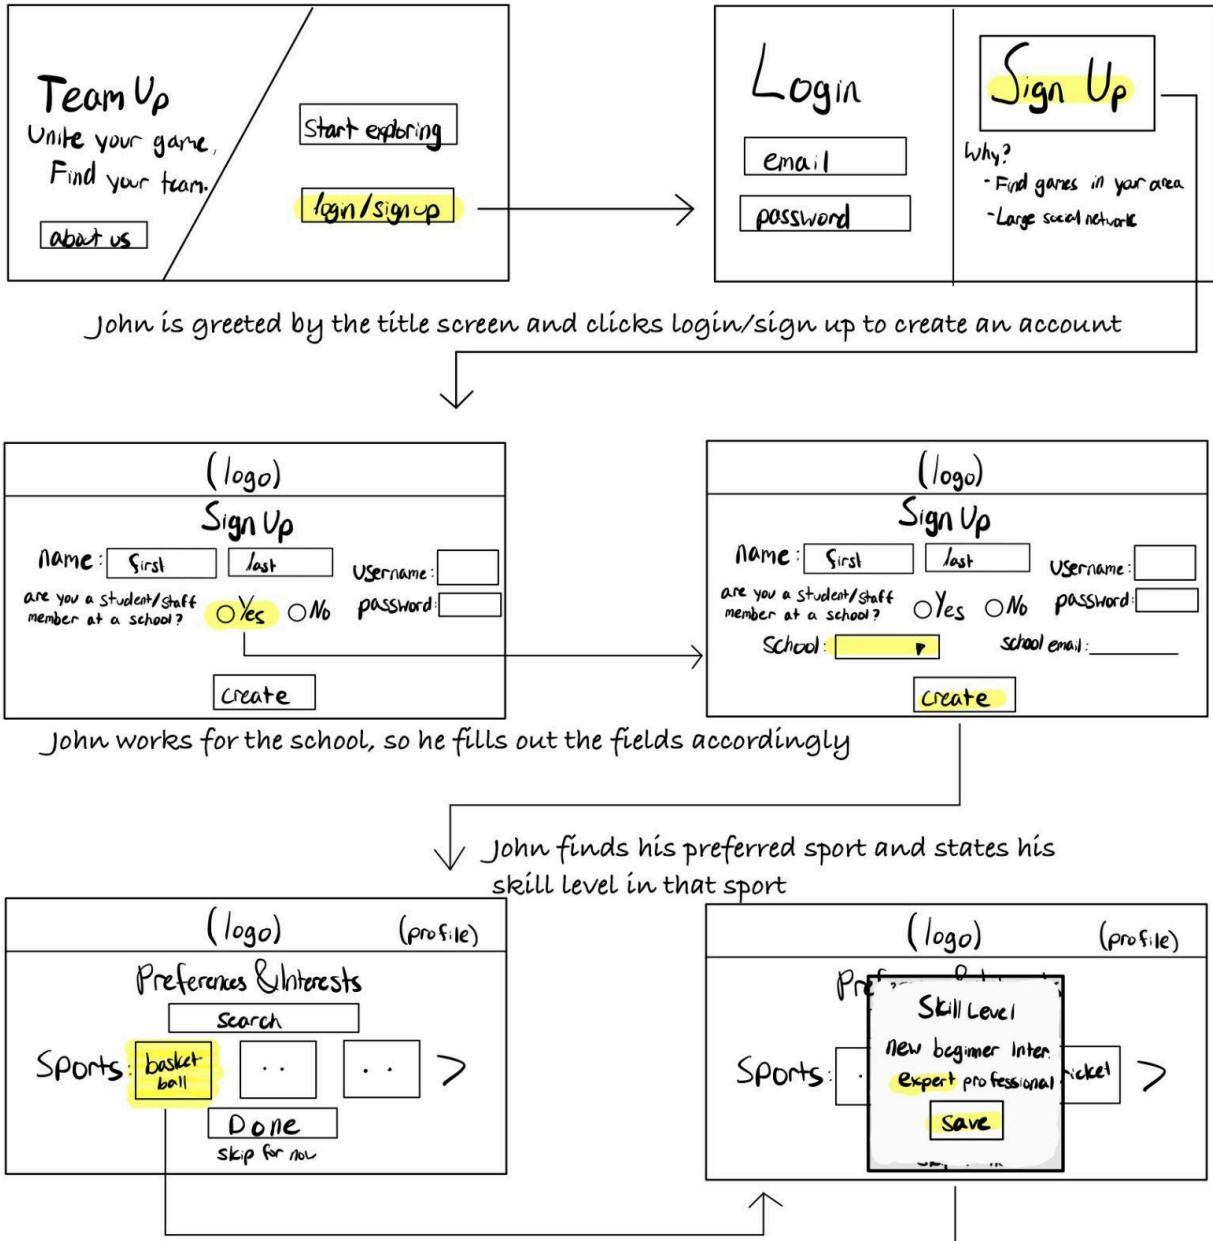 Team Up
Unite your game,
Find your team.
about us
Start exploring
login/signup
Login
email
password
Sign Up
Why?
- Find games in your area
- Large social network
John is greeted by the title screen and clicks login/sign up to create an account
(logo)
Sign Up
name: first last
username:
are you a student/staff
member at a school?
Yes No
password:
create
(logo)
Sign Up
name: first last
username:
are you a student/staff
member at a school?
Yes No
password:
School:
school email:
create
John works for the school, so he fills out the fields accordingly
John finds his preferred sport and states his
skill level in that sport
(logo) (profile)
Preferences & Interests
search
Sports: basket
ball
. . . . >
Done
skip for now
(logo) (profile)
Pre
Skill Level
new beginner Inter.
expert professional
save
Sports: . icket >